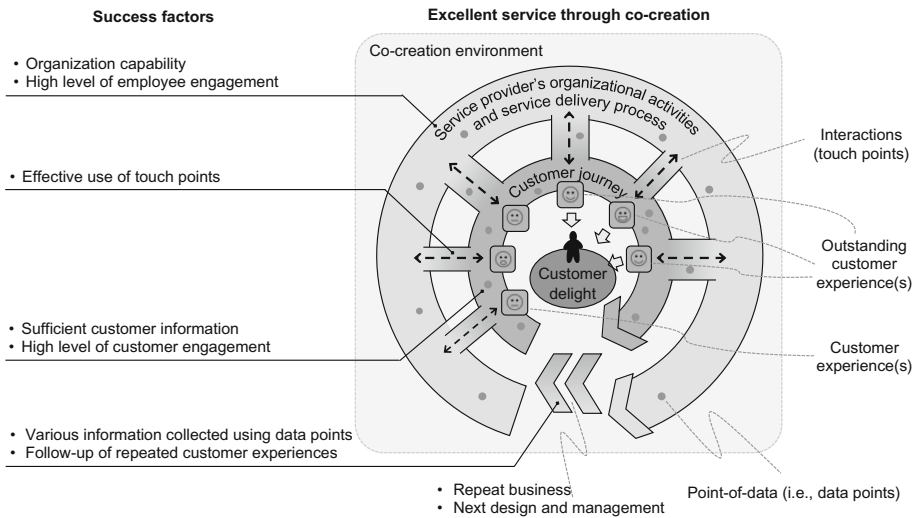 Success factors
Excellent service through co-creation
Co-creation environment
• Organization capability
• High level of employee engagement
Service provider's organizational activities
and service delivery process
Interactions
(touch points)
• Effective use of touch points
Customer journey
Customer
delight
Outstanding
customer
experience(s)
• Sufficient customer information
• High level of customer engagement
Customer
experience(s)
• Various information collected using data points
• Follow-up of repeated customer experiences
• Repeat business
• Next design and management
Point-of-data (i.e., data points)